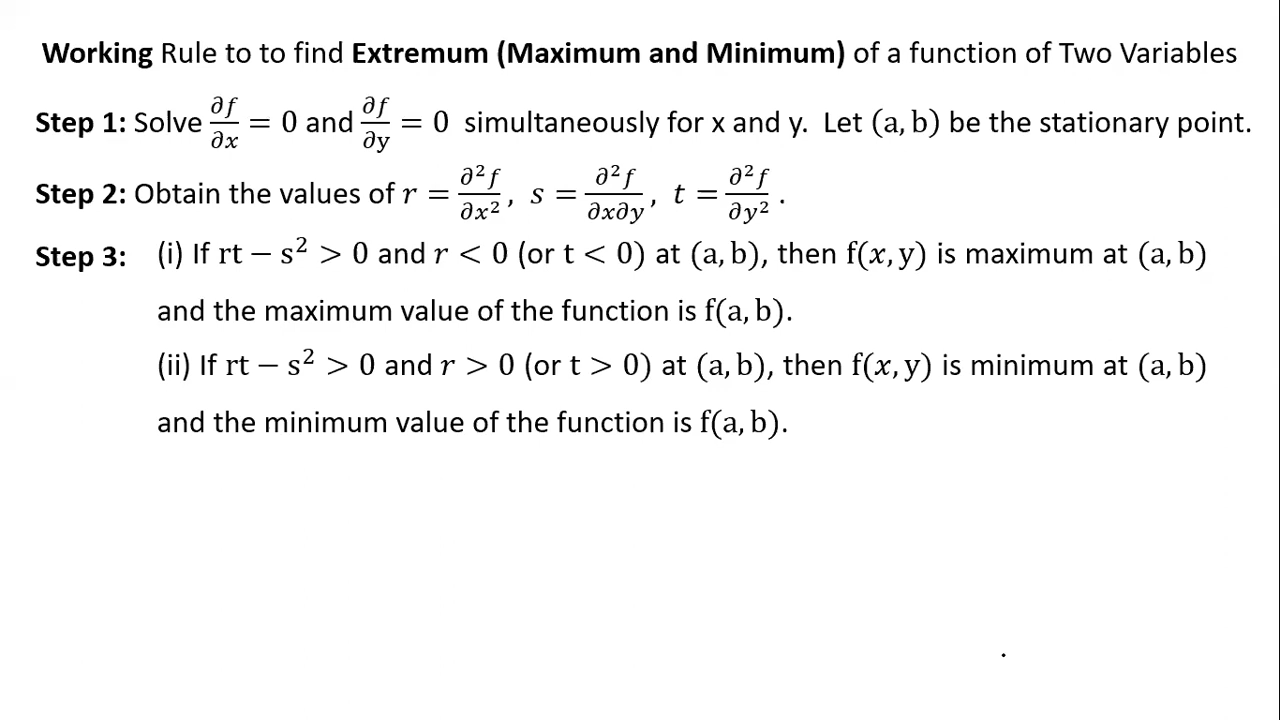 Working Rule to to find Extremum (Maximum and Minimum) of a function of Two Variables
Step 1: Solve ∂f/∂x = 0 and ∂f/∂y = 0 simultaneously for x and y. Let (a, b) be the stationary point.
Step 2: Obtain the values of r = ∂²f/∂x², s = ∂²f/∂x∂y, t = ∂²f/∂y².
Step 3: (i) If rt − s² > 0 and r < 0 (or t < 0) at (a, b), then f(x, y) is maximum at (a, b)
and the maximum value of the function is f(a, b).
(ii) If rt − s² > 0 and r > 0 (or t > 0) at (a, b), then f(x, y) is minimum at (a, b)
and the minimum value of the function is f(a, b).